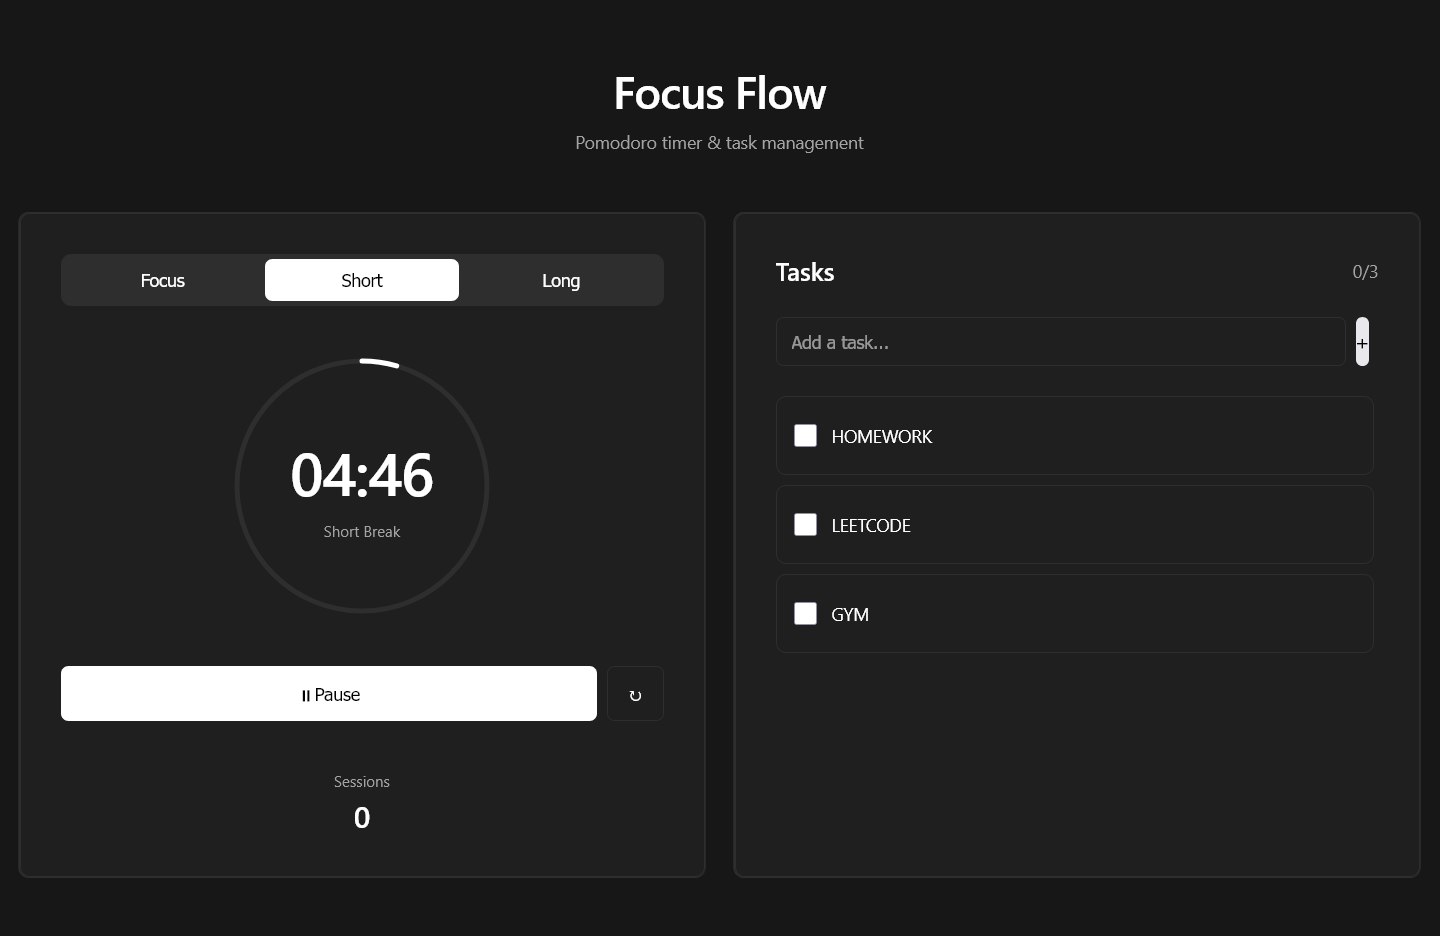 Focus Flow
Pomodoro timer & task management
Focus
Short
Long
04:46
Short Break
Pause
Sessions
0
Tasks
0/3
Add a task...
+
HOMEWORK
LEETCODE
GYM